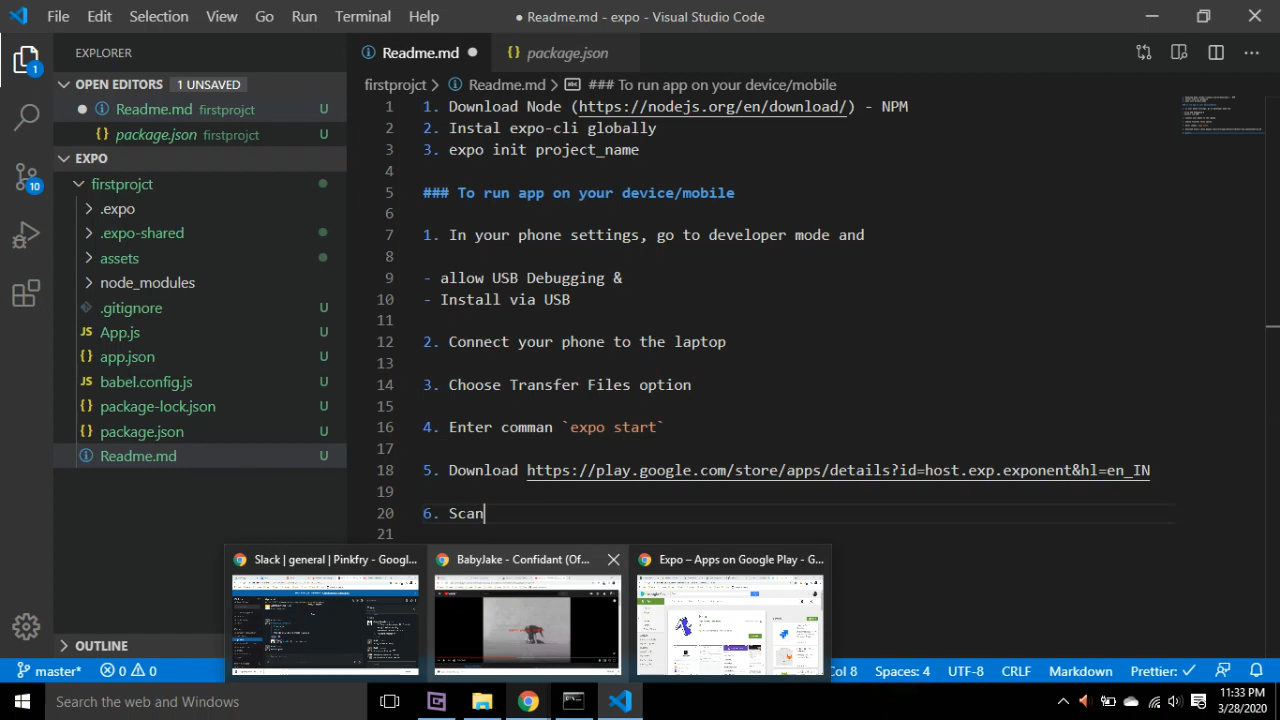 File Edit Selection View Go Run Terminal Help
● Readme.md - expo - Visual Studio Code
EXPLORER
Readme.md
package.json
1
OPEN EDITORS 1 UNSAVED
firstprojct > Readme.md > ### To run app on your device/mobile
Readme.md firstprojct U
package.json firstprojct U
EXPO
firstprojct
.expo
.expo-shared
assets
node_modules
.gitignore U
App.js U
app.json U
babel.config.js U
package-lock.json U
package.json U
Readme.md U
10
OUTLINE
1 1. Download Node (https://nodejs.org/en/download/) - NPM
2 2. Install expo-cli globally
3 3. expo init project_name
4
5 ### To run app on your device/mobile
6
7 1. In your phone settings, go to developer mode and
8
9 - allow USB Debugging &
10 - Install via USB
11
12 2. Connect your phone to the laptop
13
14 3. Choose Transfer Files option
15
16 4. Enter comman `expo start`
17
18 5. Download https://play.google.com/store/apps/details?id=host.exp.exponent&hl=en_IN
19
20 6. Scan
21
Slack | general | Pinkfry - Googl...
BabyJake - Confidant (Of...
Expo – Apps on Google Play - G...
master* 0 0
Col 8 Spaces: 4 UTF-8 CRLF Markdown Prettier: ✓
Search the web and Windows
11:33 PM
3/28/2020